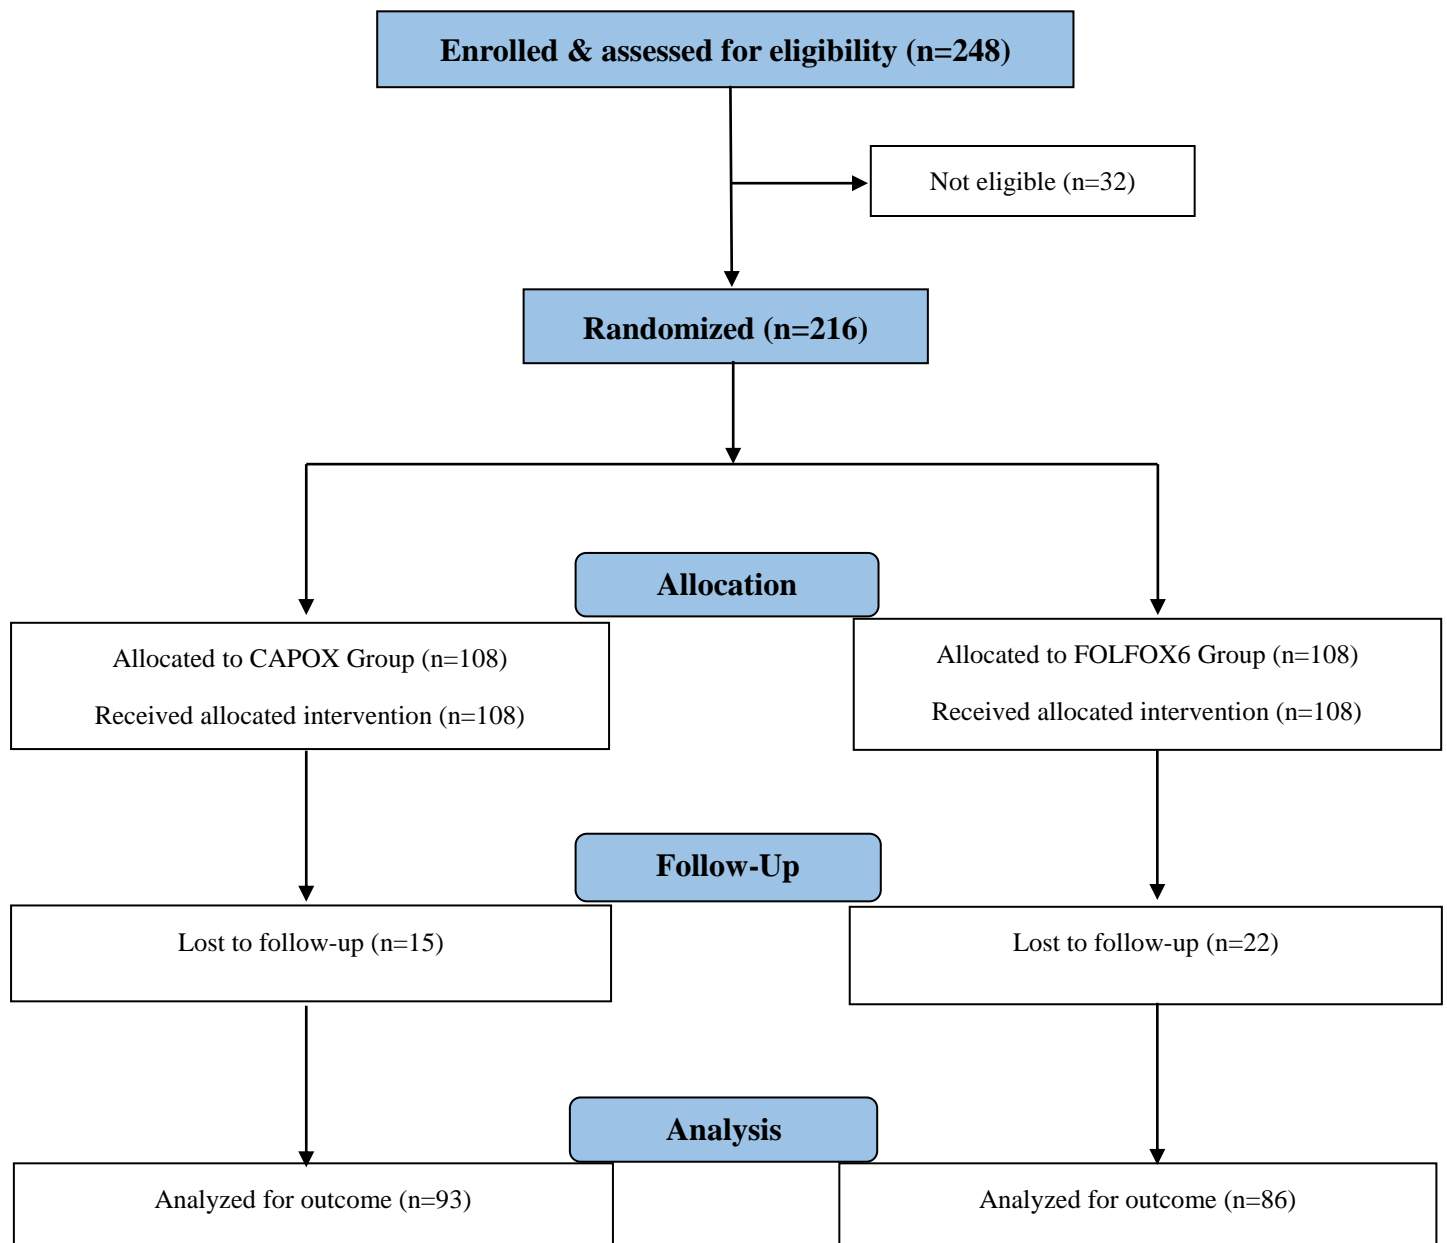 Enrolled & assessed for eligibility (n=248)
Not eligible (n=32)
Randomized (n=216)
Allocation
Allocated to CAPOX Group (n=108)
Received allocated intervention (n=108)
Allocated to FOLFOX6 Group (n=108)
Received allocated intervention (n=108)
Follow-Up
Lost to follow-up (n=15)
Lost to follow-up (n=22)
Analysis
Analyzed for outcome (n=93)
Analyzed for outcome (n=86)